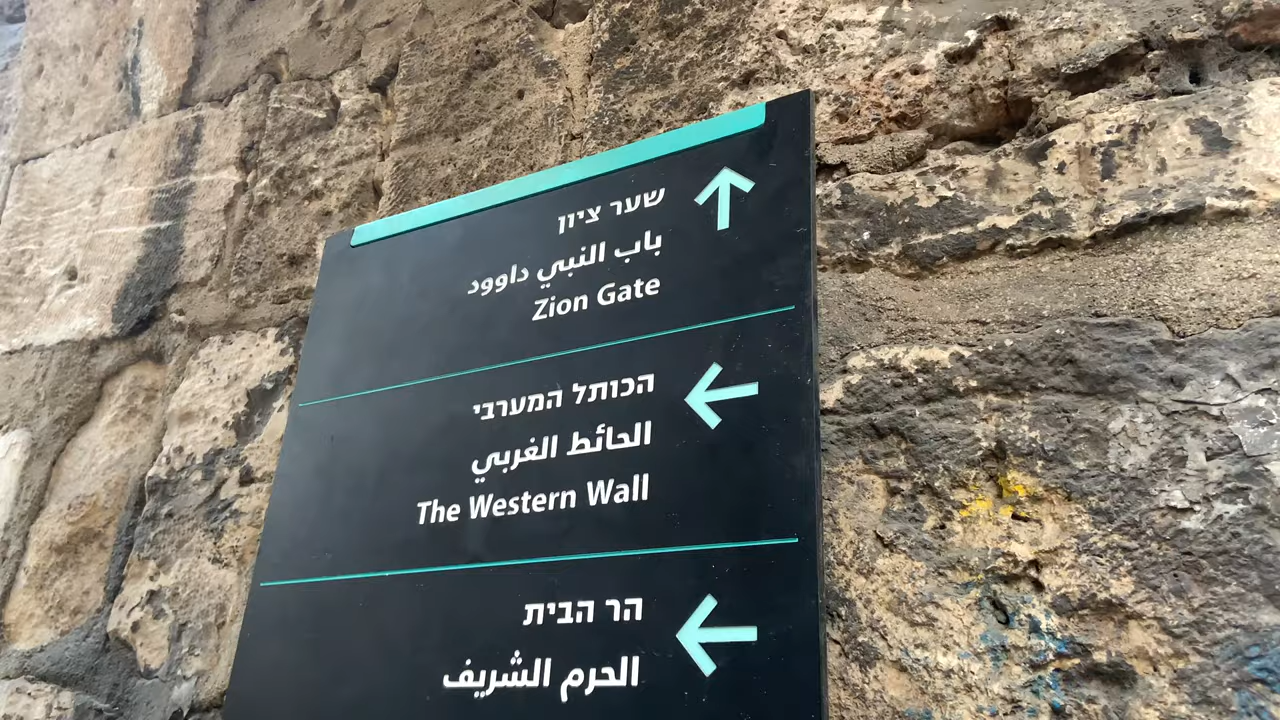 שער ציון
باب النبي داوود
Zion Gate
הכותל המערבי
الحائط الغربي
The Western Wall
הר הבית
الحرم الشريف